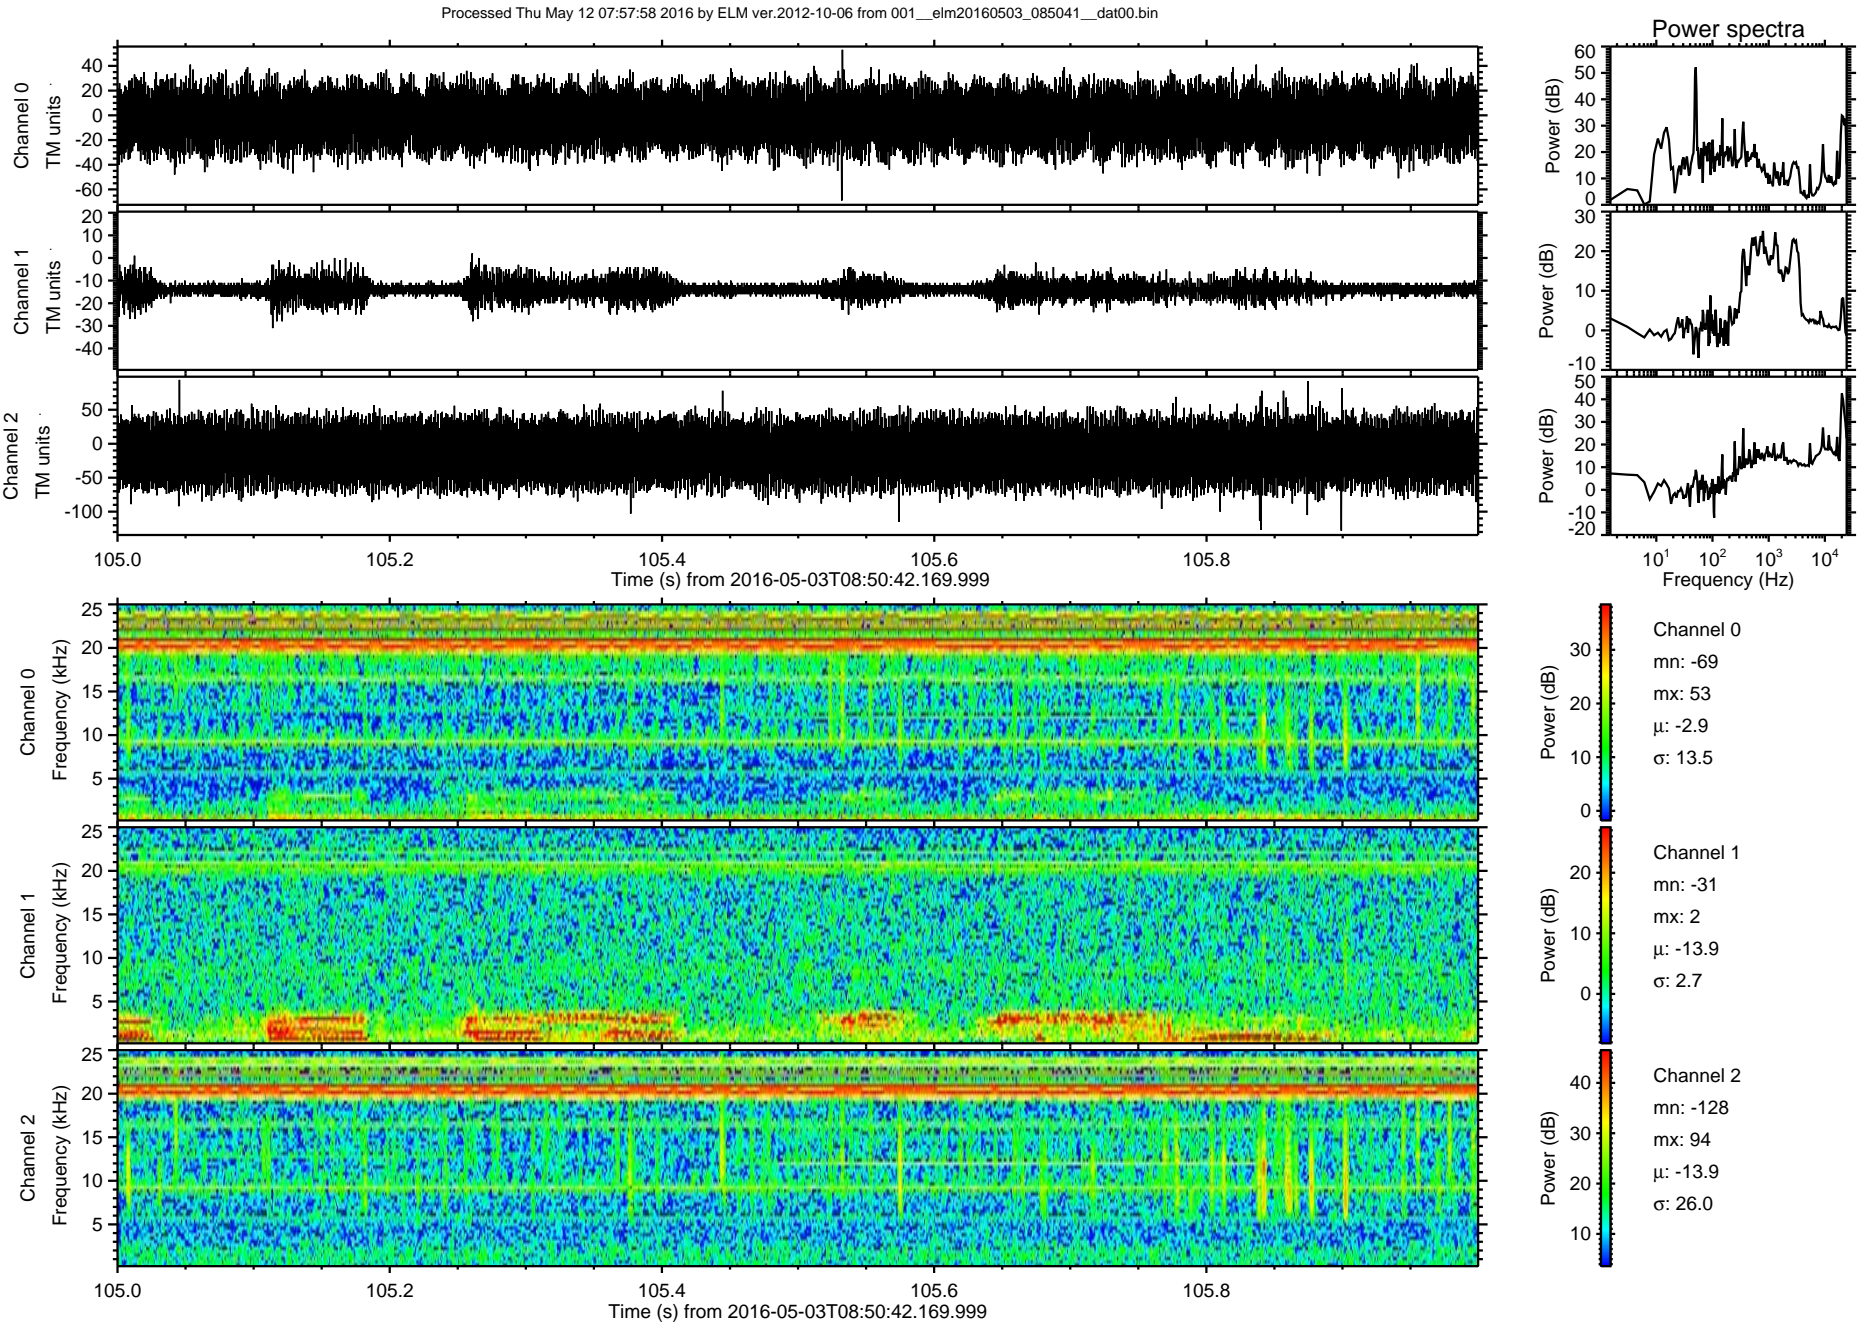 Processed Thu May 12 07:57:58 2016 by ELM ver.2012-10-06 from 001__elm20160503_085041__dat00.bin
Power spectra
Channel 0
TM units
40
20
0
-20
-40
-60
Power (dB)
60
50
40
30
20
10
0
Channel 1
TM units
20
10
0
-10
-20
-30
-40
Power (dB)
30
20
10
0
-10
Channel 2
TM units
50
0
-50
-100
Power (dB)
50
40
30
20
10
0
-10
-20
105.0 105.2 105.4 105.6 105.8
Time (s) from 2016-05-03T08:50:42.169.999
10¹ 10² 10³ 10⁴
Frequency (Hz)
Channel 0
Frequency (kHz)
25
20
15
10
5
Power (dB)
30
20
10
0
Channel 0
mn: -69
mx: 53
μ: -2.9
σ: 13.5
Channel 1
Frequency (kHz)
25
20
15
10
5
Power (dB)
20
10
0
Channel 1
mn: -31
mx: 2
μ: -13.9
σ: 2.7
Channel 2
Frequency (kHz)
25
20
15
10
5
Power (dB)
40
30
20
10
Channel 2
mn: -128
mx: 94
μ: -13.9
σ: 26.0
105.0 105.2 105.4 105.6 105.8
Time (s) from 2016-05-03T08:50:42.169.999